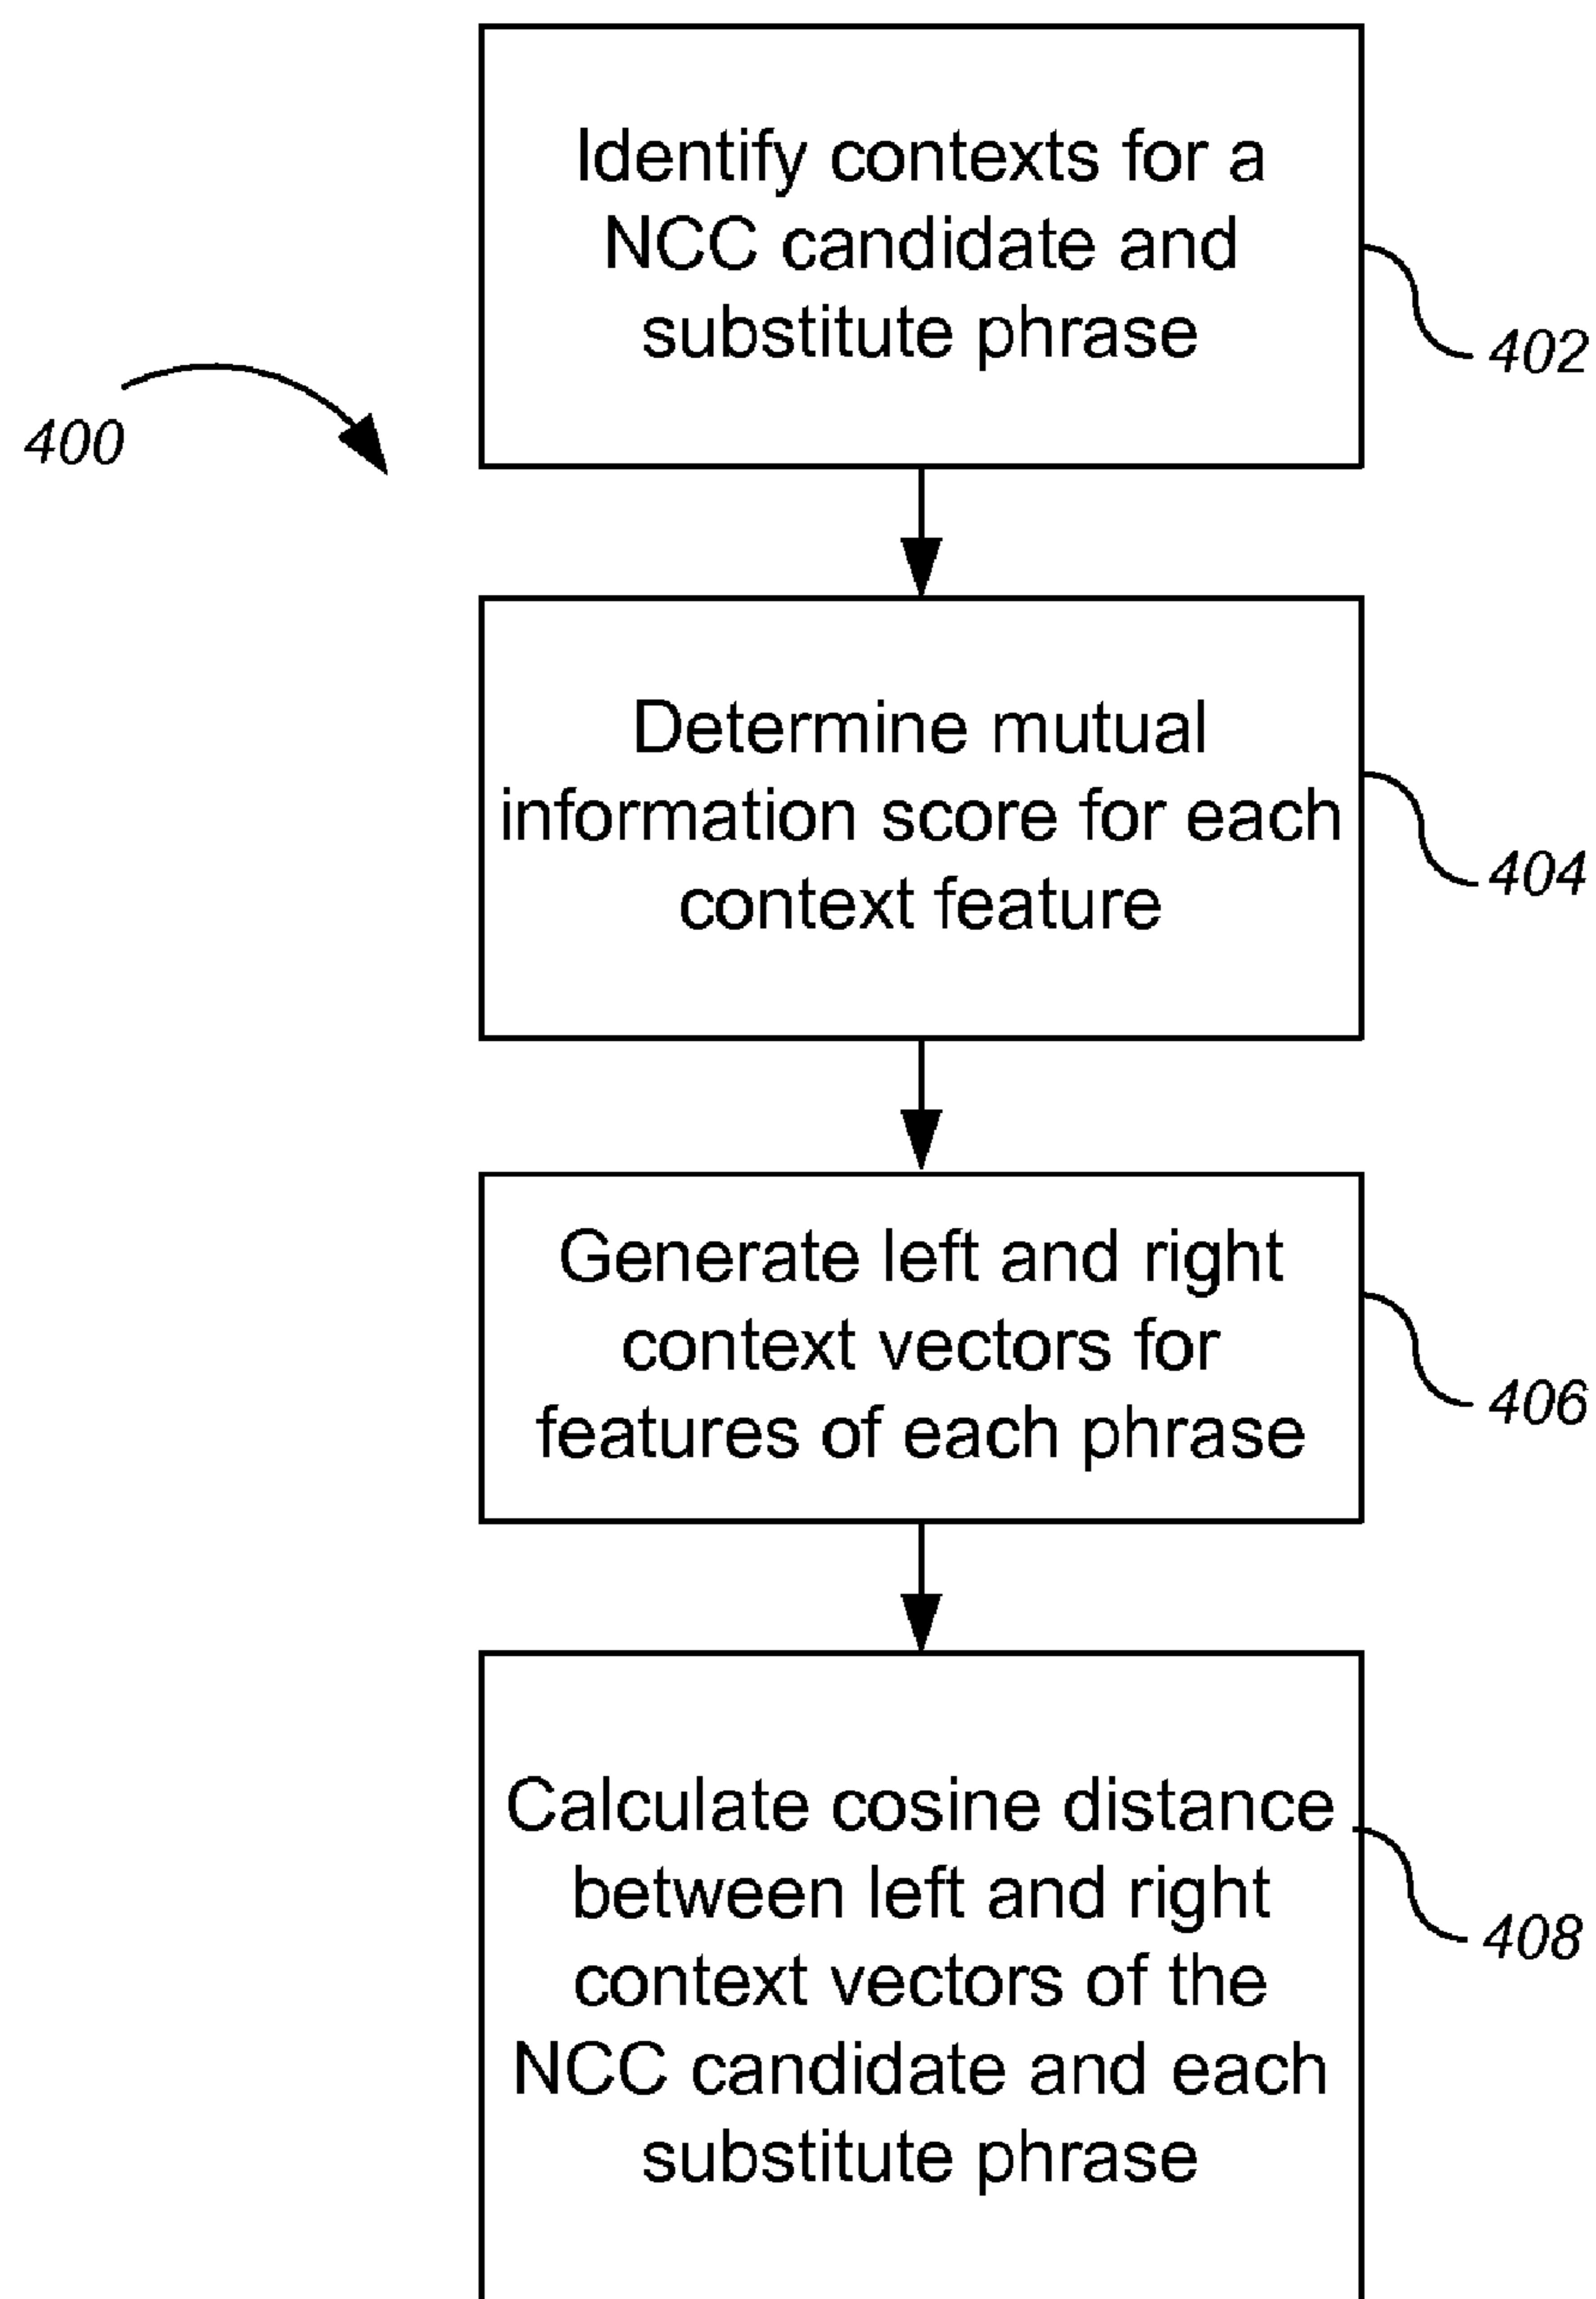 Identify contexts for a
NCC candidate and
substitute phrase
402
400
Determine mutual
information score for each
context feature
404
Generate left and right
context vectors for
features of each phrase
406
Calculate cosine distance
between left and right
context vectors of the
NCC candidate and each
substitute phrase
408